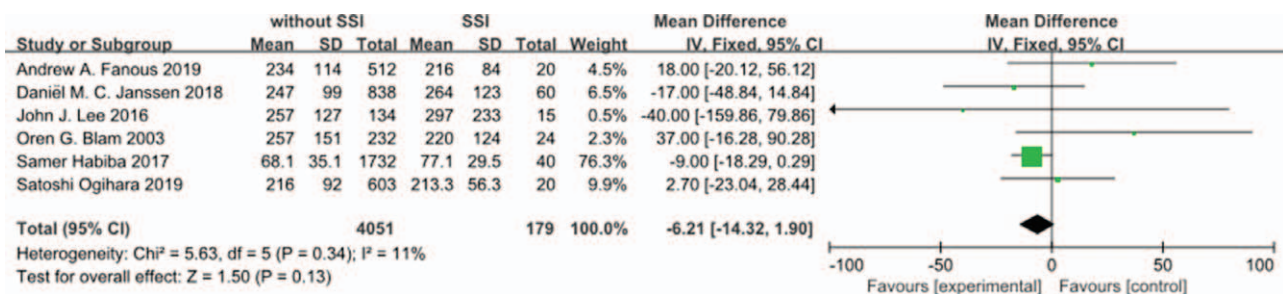 without SSI SSI Mean Difference Mean Difference
Study or Subgroup Mean SD Total Mean SD Total Weight IV, Fixed, 95% CI IV, Fixed, 95% CI
Andrew A. Fanous 2019 234 114 512 216 84 20 4.5% 18.00 [-20.12, 56.12]
Daniël M. C. Janssen 2018 247 99 838 264 123 60 6.5% -17.00 [-48.84, 14.84]
John J. Lee 2016 257 127 134 297 233 15 0.5% -40.00 [-159.86, 79.86]
Oren G. Blam 2003 257 151 232 220 124 24 2.3% 37.00 [-16.28, 90.28]
Samer Habiba 2017 68.1 35.1 1732 77.1 29.5 40 76.3% -9.00 [-18.29, 0.29]
Satoshi Ogihara 2019 216 92 603 213.3 56.3 20 9.9% 2.70 [-23.04, 28.44]
Total (95% CI) 4051 179 100.0% -6.21 [-14.32, 1.90]
Heterogeneity: Chi² = 5.63, df = 5 (P = 0.34); I² = 11%
Test for overall effect: Z = 1.50 (P = 0.13)
-100 -50 0 50 100
Favours [experimental] Favours [control]